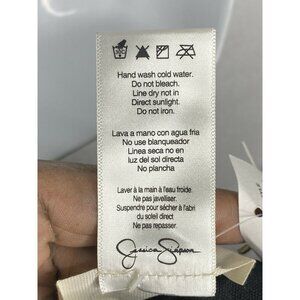 Hand wash cold water.
Do not bleach.
Line dry not in
Direct sunlight.
Do not iron.
Lava a mano con agua fria
No use blanqueador
Linea seca no en
luz del sol directa
No plancha
Laver à la main à l'eau froide.
Ne pas javelliser.
Suspendre pour sécher à l'abri
du soleil direct
Ne pas repasser.
Jessica Simpson